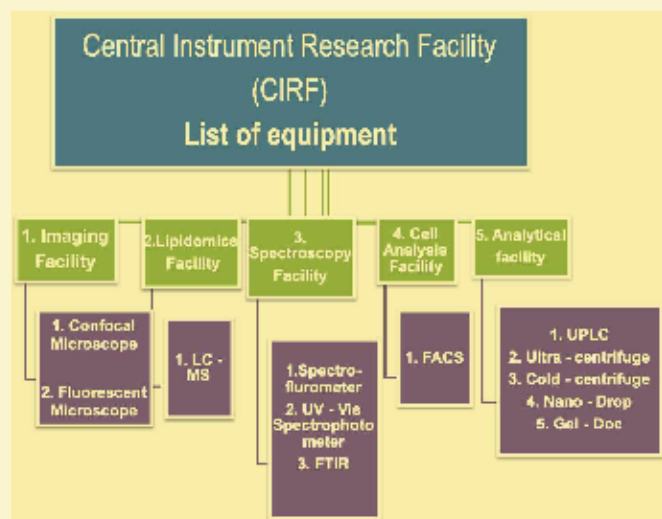 Central Instrument Research Facility
(CIRF)
List of equipment
1. Imaging
Facility
2.Lipidomise
Facility
3.
Spectroscopy
Facility
4. Cell
Analysis
Facility
5. Analytical
facility
1. Confocal
Microscope
2. Fluorescent
Microscope
1. LC -
MS
1.Spectro-
flurometer
2. UV - Vis
Spectrophoto
meter
3. FTIR
1. FACS
1. UPLC
2. Ultra - centrifuge
3. Cold - centrifuge
4. Nano - Drop
5. Gel - Doc